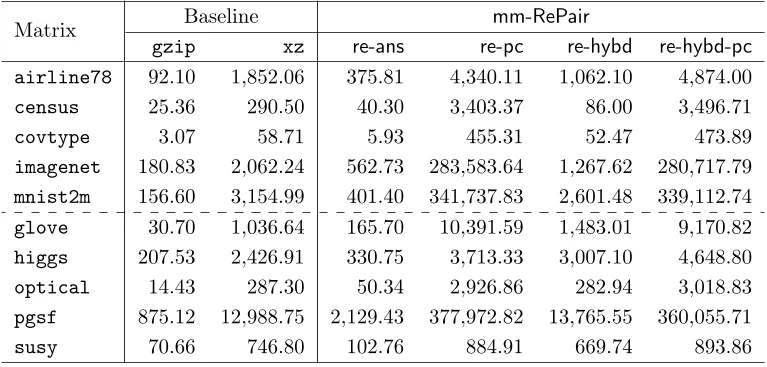 Matrix Baseline mm-RePair
gzip xz re-ans re-pc re-hybd re-hybd-pc
airline78 92.10 1,852.06 375.81 4,340.11 1,062.10 4,874.00
census 25.36 290.50 40.30 3,403.37 86.00 3,496.71
covtype 3.07 58.71 5.93 455.31 52.47 473.89
imagenet 180.83 2,062.24 562.73 283,583.64 1,267.62 280,717.79
mnist2m 156.60 3,154.99 401.40 341,737.83 2,601.48 339,112.74
glove 30.70 1,036.64 165.70 10,391.59 1,483.01 9,170.82
higgs 207.53 2,426.91 330.75 3,713.33 3,007.10 4,648.80
optical 14.43 287.30 50.34 2,926.86 282.94 3,018.83
pgsf 875.12 12,988.75 2,129.43 377,972.82 13,765.55 360,055.71
susy 70.66 746.80 102.76 884.91 669.74 893.86